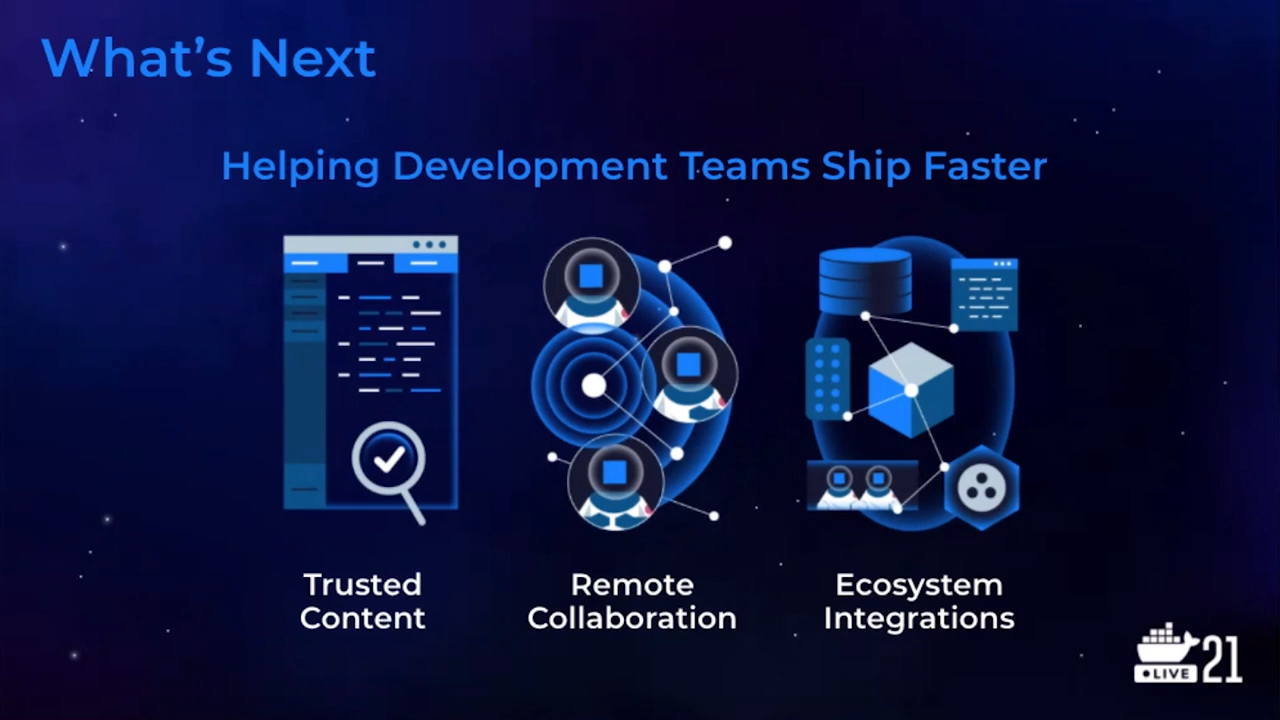 What's Next
Helping Development Teams Ship Faster
Trusted
Content
Remote
Collaboration
Ecosystem
Integrations
LIVE 21